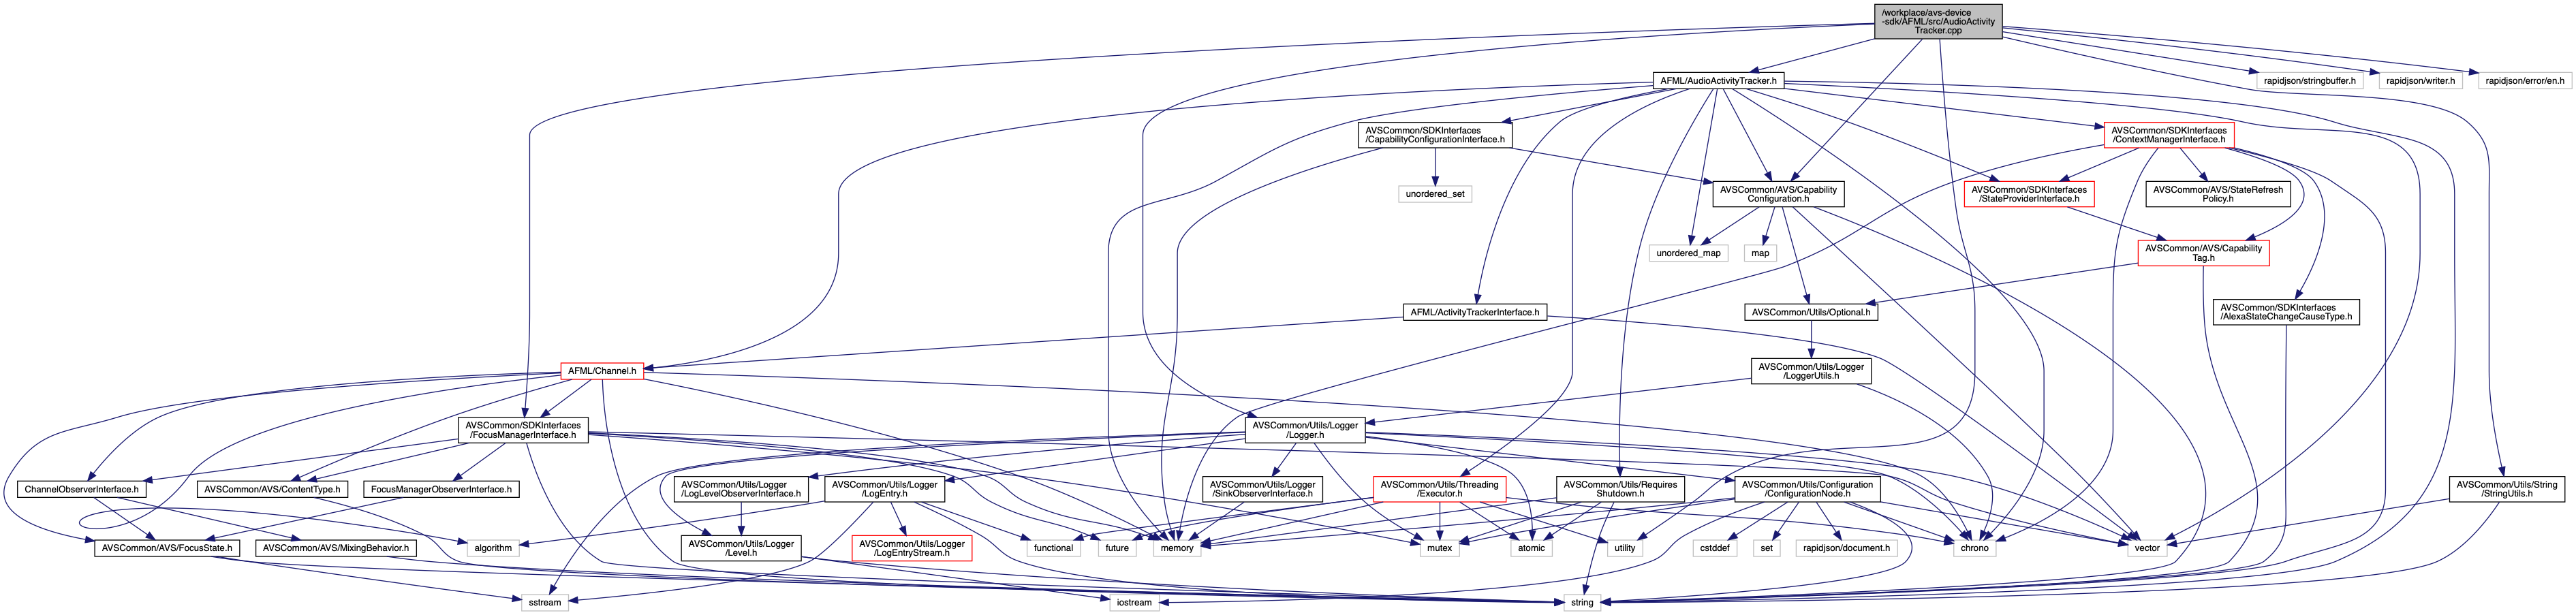 /workplace/avs-device
-sdk/AFML/src/AudioActivity
Tracker.cpp
AFML/AudioActivityTracker.h
rapidjson/stringbuffer.h
rapidjson/writer.h
rapidjson/error/en.h
AVSCommon/SDKInterfaces
/CapabilityConfigurationInterface.h
AVSCommon/SDKInterfaces
/ContextManagerInterface.h
unordered_set
AVSCommon/AVS/Capability
Configuration.h
AVSCommon/SDKInterfaces
/StateProviderInterface.h
AVSCommon/AVS/StateRefresh
Policy.h
unordered_map
map
AVSCommon/AVS/Capability
Tag.h
AFML/ActivityTrackerInterface.h
AVSCommon/Utils/Optional.h
AVSCommon/SDKInterfaces
/AlexaStateChangeCauseType.h
AFML/Channel.h
AVSCommon/Utils/Logger
/LoggerUtils.h
AVSCommon/SDKInterfaces
/FocusManagerInterface.h
AVSCommon/Utils/Logger
/Logger.h
ChannelObserverInterface.h
AVSCommon/AVS/ContentType.h
FocusManagerObserverInterface.h
AVSCommon/Utils/Logger
/LogLevelObserverInterface.h
AVSCommon/Utils/Logger
/LogEntry.h
AVSCommon/Utils/Logger
/SinkObserverInterface.h
AVSCommon/Utils/Threading
/Executor.h
AVSCommon/Utils/Requires
Shutdown.h
AVSCommon/Utils/Configuration
/ConfigurationNode.h
AVSCommon/Utils/String
/StringUtils.h
AVSCommon/AVS/FocusState.h
AVSCommon/AVS/MixingBehavior.h
algorithm
AVSCommon/Utils/Logger
/Level.h
AVSCommon/Utils/Logger
/LogEntryStream.h
functional
future
memory
mutex
atomic
utility
cstddef
set
rapidjson/document.h
chrono
vector
sstream
iostream
string